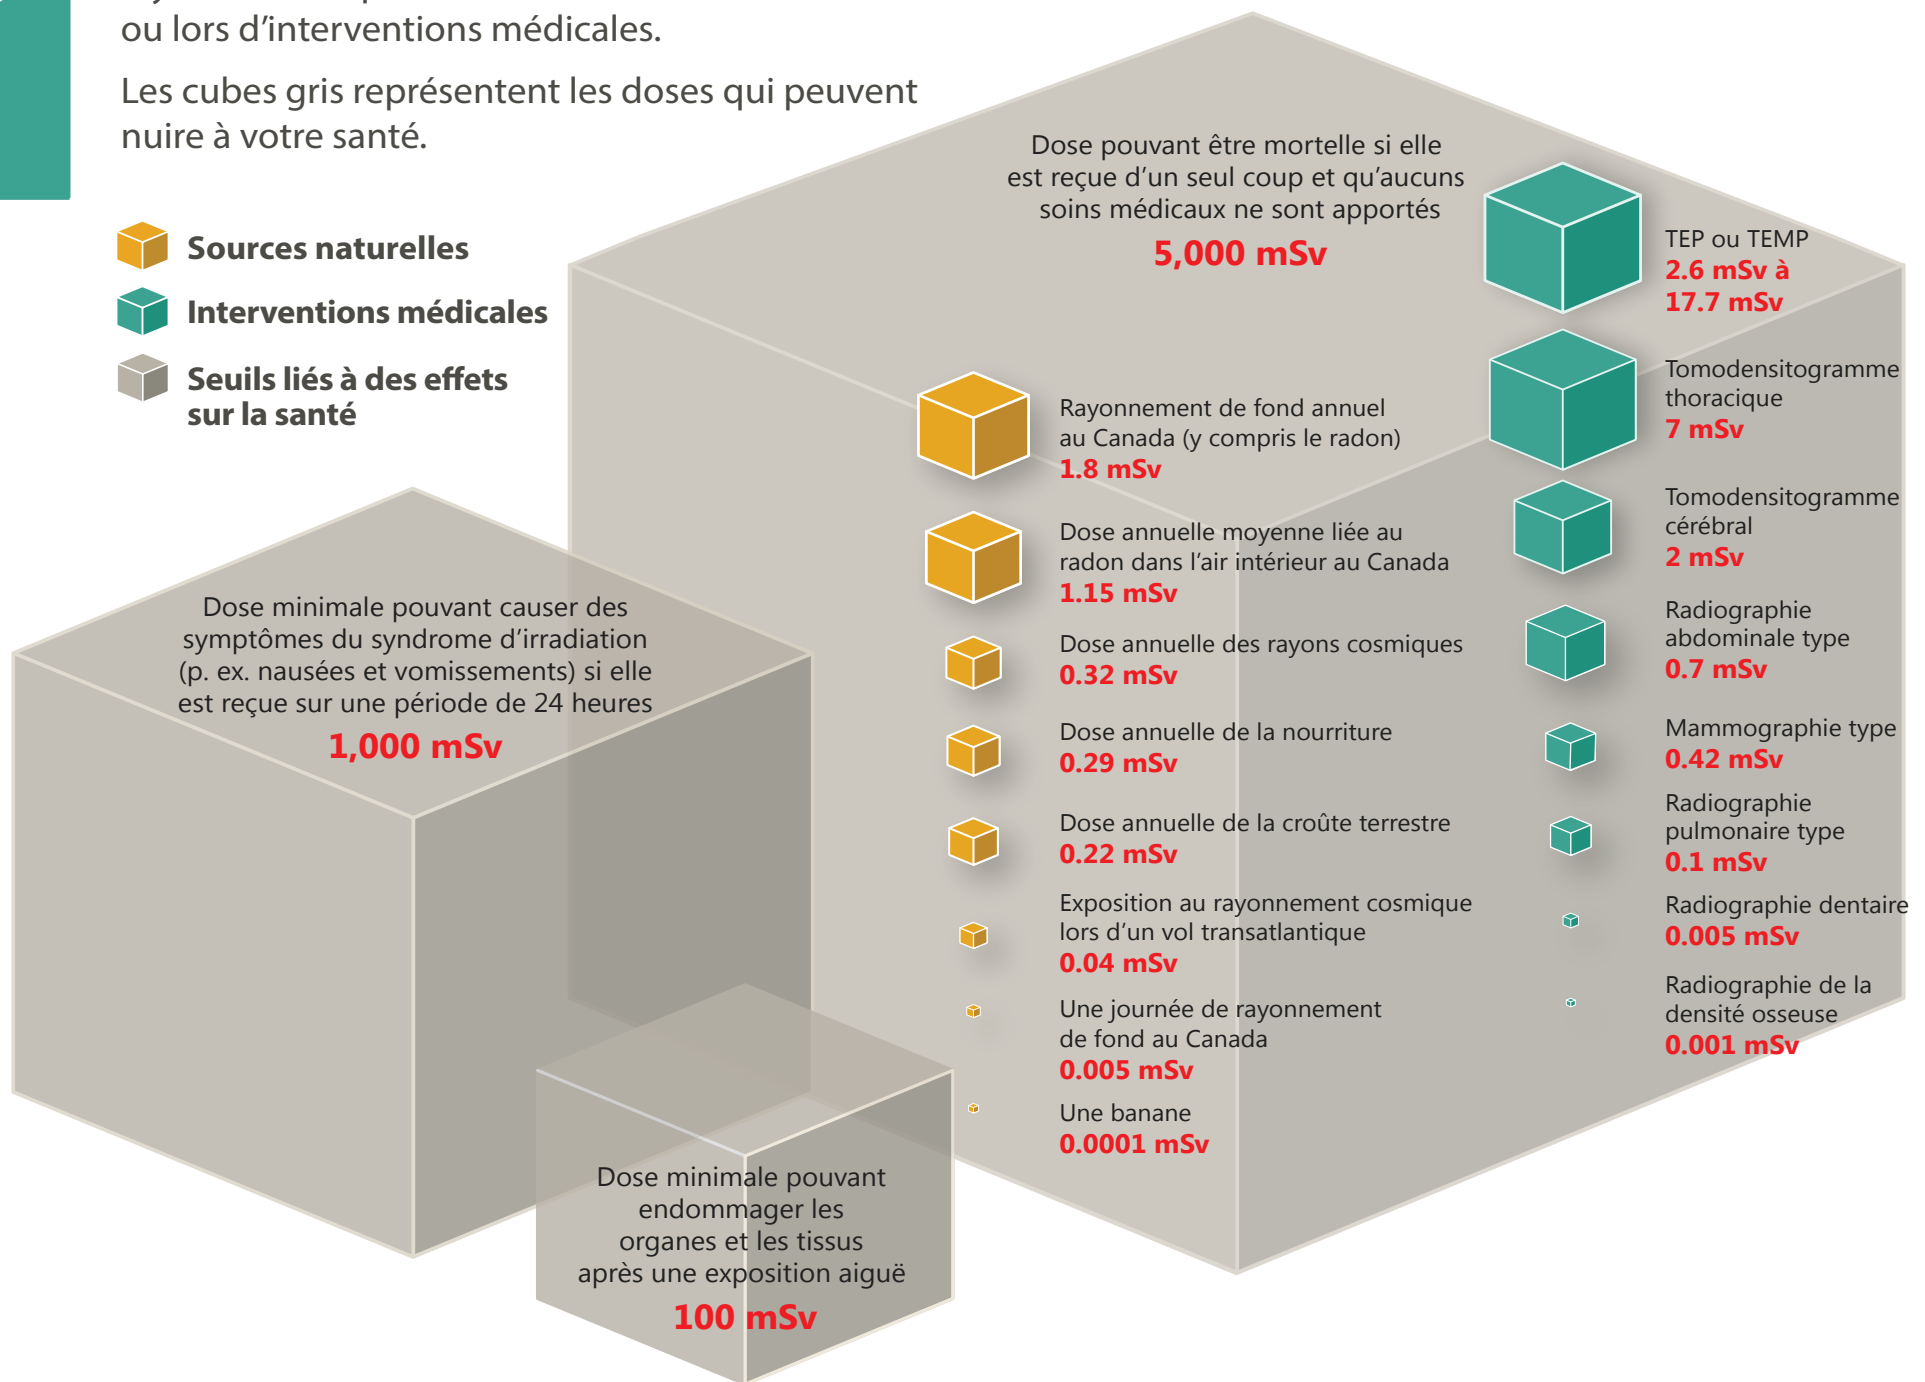 ou lors d’interventions médicales.
Les cubes gris représentent les doses qui peuvent
nuire à votre santé.
Sources naturelles
Interventions médicales
Seuils liés à des effets
sur la santé
Dose pouvant être mortelle si elle
est reçue d’un seul coup et qu’aucuns
soins médicaux ne sont apportés
5,000 mSv
Dose minimale pouvant causer des
symptômes du syndrome d’irradiation
(p. ex. nausées et vomissements) si elle
est reçue sur une période de 24 heures
1,000 mSv
Dose minimale pouvant
endommager les
organes et les tissus
après une exposition aiguë
100 mSv
Rayonnement de fond annuel
au Canada (y compris le radon)
1.8 mSv
Dose annuelle moyenne liée au
radon dans l’air intérieur au Canada
1.15 mSv
Dose annuelle des rayons cosmiques
0.32 mSv
Dose annuelle de la nourriture
0.29 mSv
Dose annuelle de la croûte terrestre
0.22 mSv
Exposition au rayonnement cosmique
lors d’un vol transatlantique
0.04 mSv
Une journée de rayonnement
de fond au Canada
0.005 mSv
Une banane
0.0001 mSv
TEP ou TEMP
2.6 mSv à
17.7 mSv
Tomodensitogramme
thoracique
7 mSv
Tomodensitogramme
cérébral
2 mSv
Radiographie
abdominale type
0.7 mSv
Mammographie type
0.42 mSv
Radiographie
pulmonaire type
0.1 mSv
Radiographie dentaire
0.005 mSv
Radiographie de la
densité osseuse
0.001 mSv